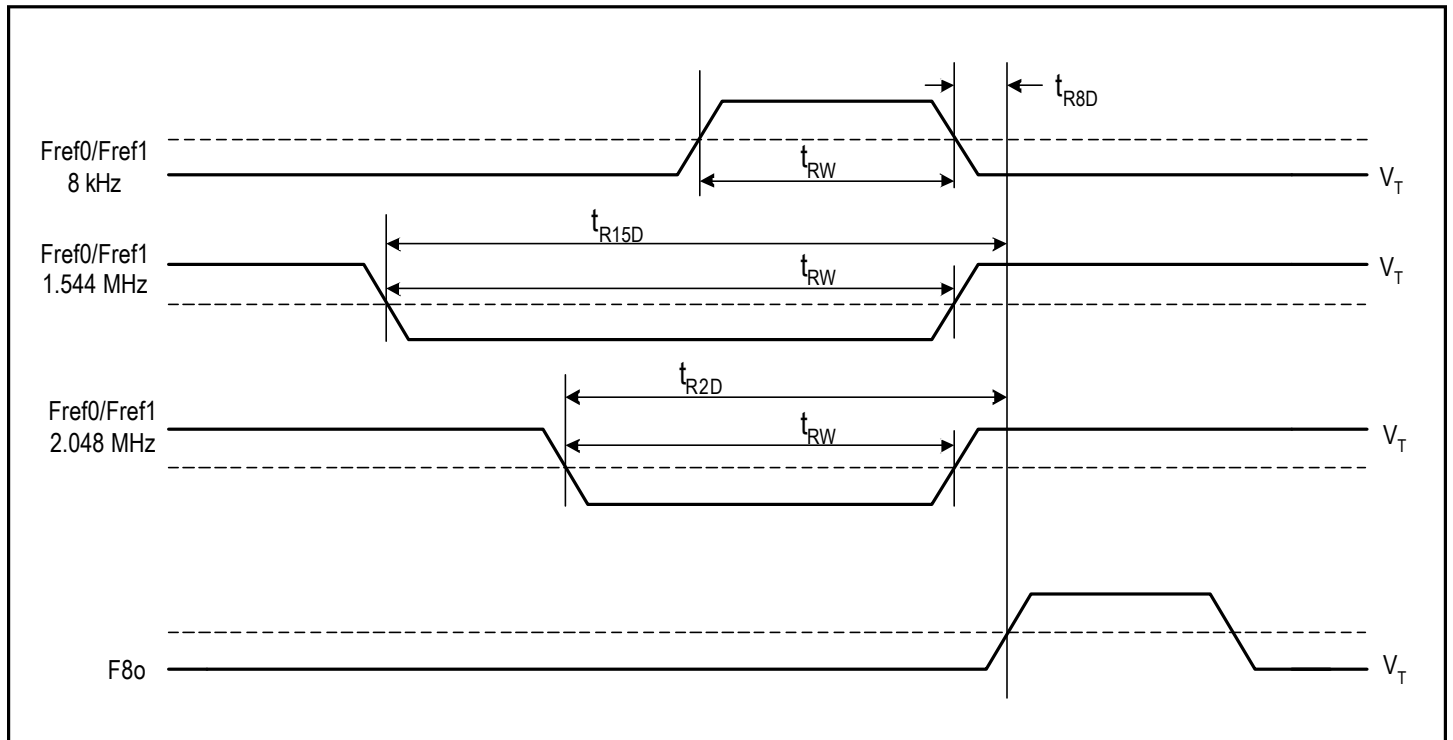 t_R8D
Fref0/Fref1
8 kHz
t_RW
V_T
t_R15D
Fref0/Fref1
1.544 MHz
t_RW
V_T
t_R2D
Fref0/Fref1
2.048 MHz
t_RW
V_T
F8o
V_T